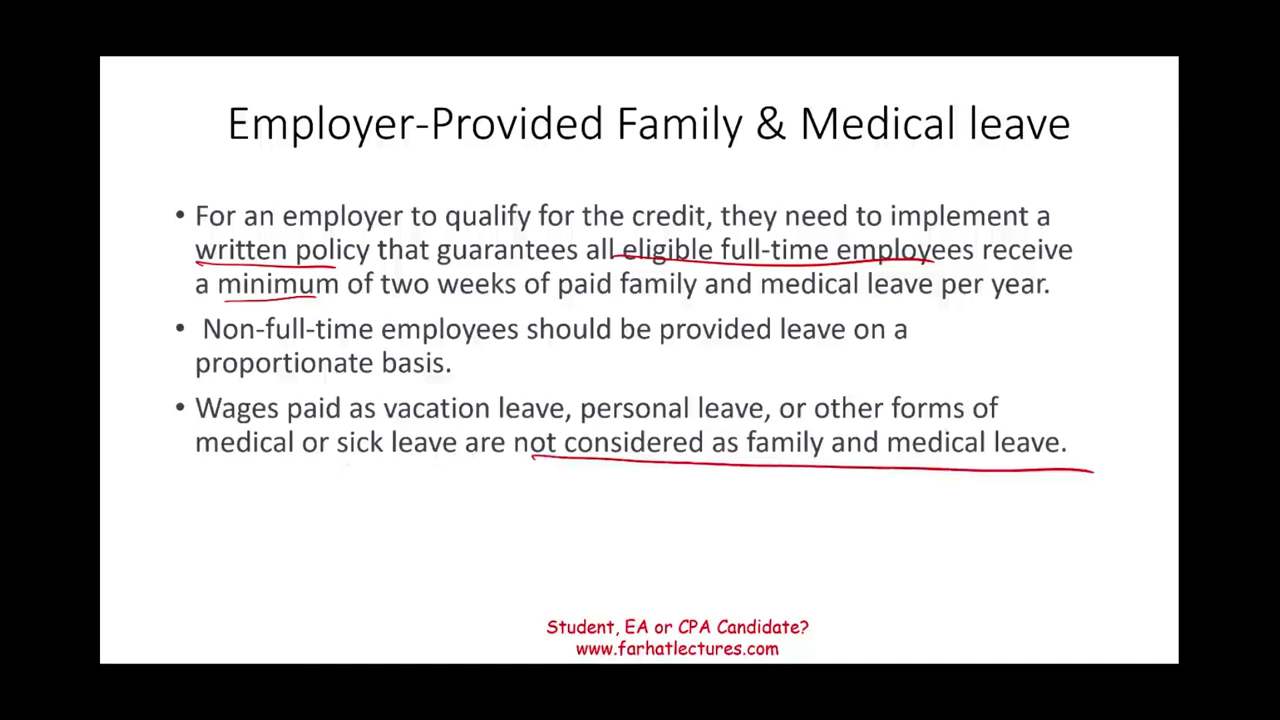 Employer-Provided Family & Medical leave
• For an employer to qualify for the credit, they need to implement a
written policy that guarantees all eligible full-time employees receive
a minimum of two weeks of paid family and medical leave per year.
• Non-full-time employees should be provided leave on a
proportionate basis.
• Wages paid as vacation leave, personal leave, or other forms of
medical or sick leave are not considered as family and medical leave.
Student, EA or CPA Candidate?
www.farhatlectures.com